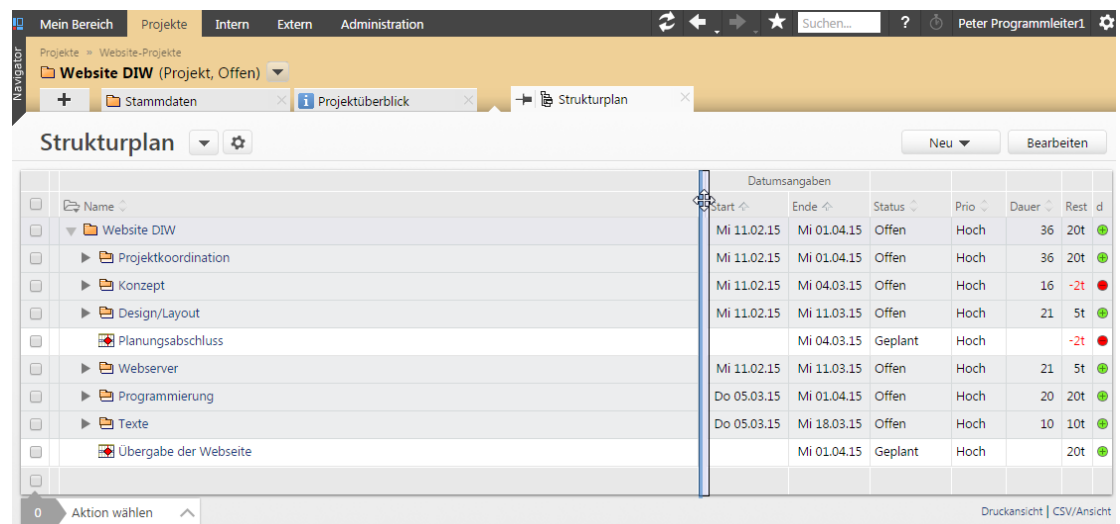 Mein Bereich Projekte Intern Extern Administration Suchen... ? Peter Programmleiter1
Navigator
Projekte » Website-Projekte
Website DIW (Projekt, Offen)
+ Stammdaten Projektüberblick Strukturplan
Strukturplan Neu Bearbeiten
Datumsangaben
Name Start Ende Status Prio Dauer Rest d
Website DIW Mi 11.02.15 Mi 01.04.15 Offen Hoch 36 20t
Projektkoordination Mi 11.02.15 Mi 01.04.15 Offen Hoch 36 20t
Konzept Mi 11.02.15 Mi 04.03.15 Offen Hoch 16 -2t
Design/Layout Mi 11.02.15 Mi 11.03.15 Offen Hoch 21 5t
Planungsabschluss Mi 04.03.15 Geplant Hoch -2t
Webserver Mi 11.02.15 Mi 11.03.15 Offen Hoch 21 5t
Programmierung Do 05.03.15 Mi 01.04.15 Offen Hoch 20 20t
Texte Do 05.03.15 Mi 18.03.15 Offen Hoch 10 10t
Übergabe der Webseite Mi 01.04.15 Geplant Hoch 20t
0 Aktion wählen Druckansicht | CSV/Ansicht